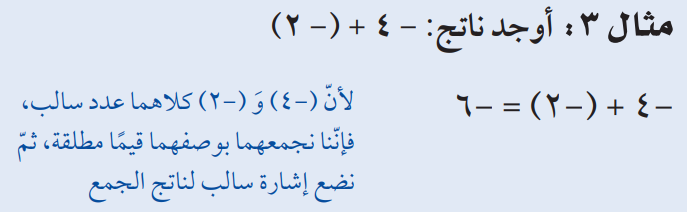 مثال ٣ : أوجد ناتج: – ٤ + (– ٢)
– ٤ + (–٢) = –٦
لأنّ (–٤) وَ (–٢) كلاهما عدد سالب،
فإنّنا نجمعهما بوصفهما قيمًا مطلقة، ثمّ
نضع إشارة سالب لناتج الجمع